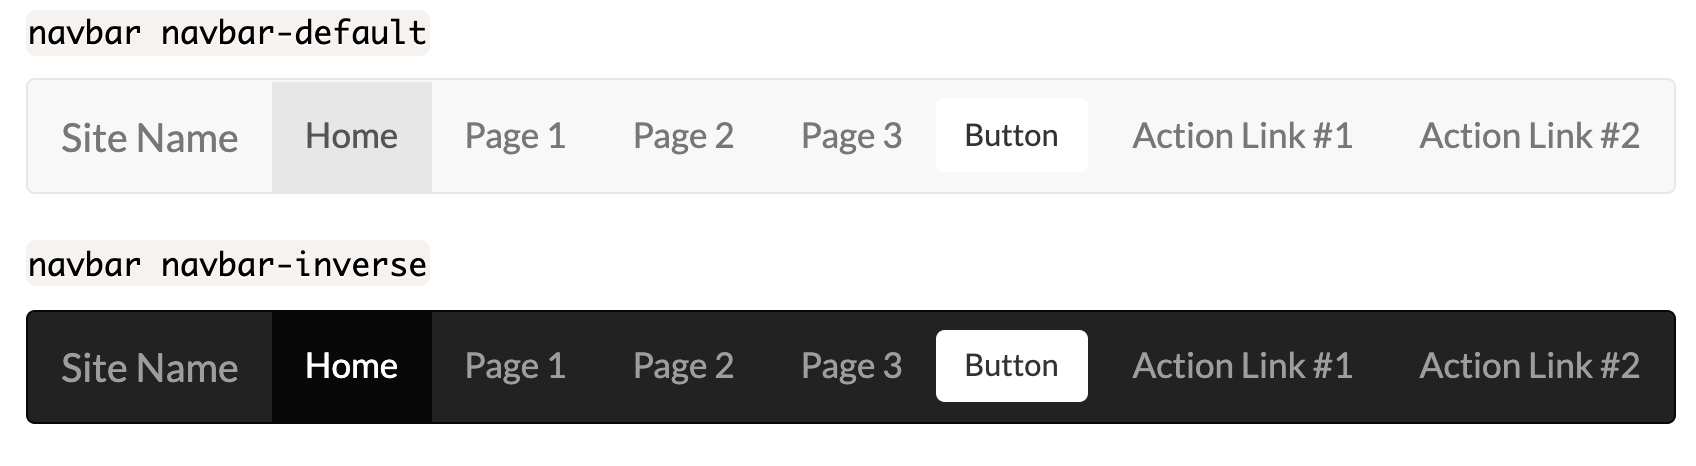 navbar navbar-default
Site Name Home Page 1 Page 2 Page 3 Button Action Link #1 Action Link #2
navbar navbar-inverse
Site Name Home Page 1 Page 2 Page 3 Button Action Link #1 Action Link #2